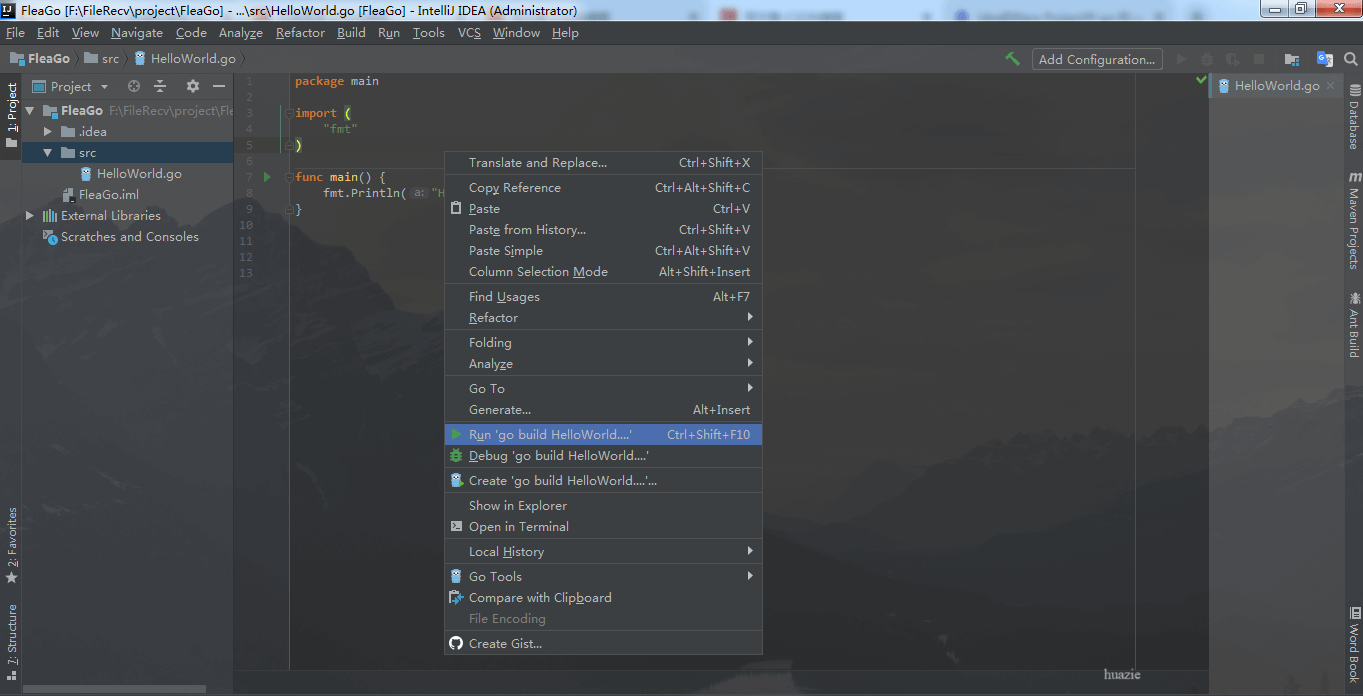 FleaGo [F:\FileRecv\project\FleaGo] - ...\src\HelloWorld.go [FleaGo] - IntelliJ IDEA (Administrator)
File Edit View Navigate Code Analyze Refactor Build Run Tools VCS Window Help
FleaGo src HelloWorld.go Add Configuration...
1: Project
2: Favorites
7: Structure
Project
FleaGo F:\FileRecv\project\Fle
.idea
src
HelloWorld.go
FleaGo.iml
External Libraries
Scratches and Consoles
HelloWorld.go
1 package main
2
3 import (
4 "fmt"
5 )
6
7 func main() {
8 fmt.Println( a: "H
9 }
10
11
12
13
Translate and Replace... Ctrl+Shift+X
Copy Reference Ctrl+Alt+Shift+C
Paste Ctrl+V
Paste from History... Ctrl+Shift+V
Paste Simple Ctrl+Alt+Shift+V
Column Selection Mode Alt+Shift+Insert
Find Usages Alt+F7
Refactor
Folding
Analyze
Go To
Generate... Alt+Insert
Run 'go build HelloWorld....' Ctrl+Shift+F10
Debug 'go build HelloWorld....'
Create 'go build HelloWorld....'...
Show in Explorer
Open in Terminal
Local History
Go Tools
Compare with Clipboard
File Encoding
Create Gist...
Database
Maven Projects
Ant Build
Word Book
huazie